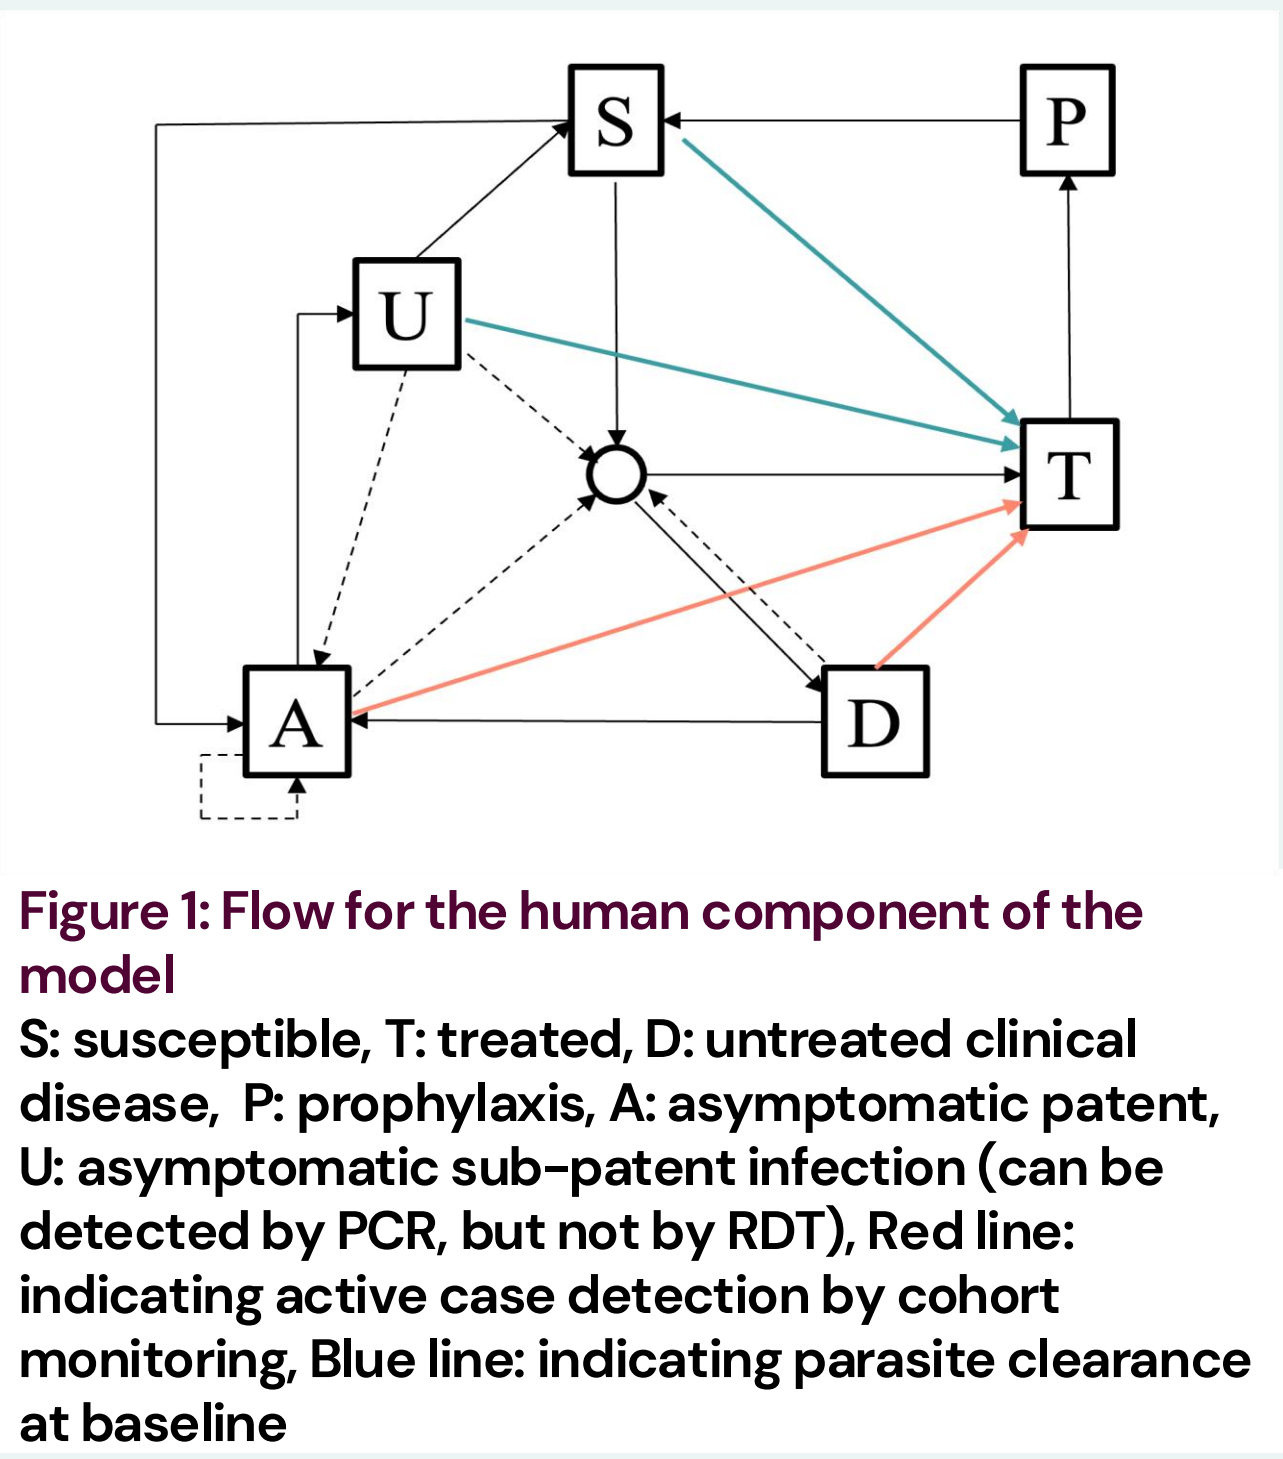 S
P
U
T
A
D
Figure 1: Flow for the human component of the
model
S: susceptible, T: treated, D: untreated clinical
disease,  P: prophylaxis, A: asymptomatic patent,
U: asymptomatic sub-patent infection (can be
detected by PCR, but not by RDT), Red line:
indicating active case detection by cohort
monitoring, Blue line: indicating parasite clearance
at baseline